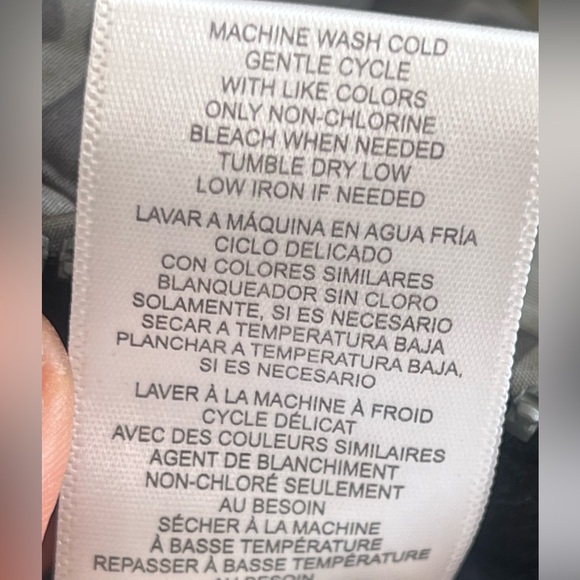 MACHINE WASH COLD
GENTLE CYCLE
WITH LIKE COLORS
ONLY NON-CHLORINE
BLEACH WHEN NEEDED
TUMBLE DRY LOW
LOW IRON IF NEEDED
LAVAR A MÁQUINA EN AGUA FRÍA
CICLO DELICADO
CON COLORES SIMILARES
BLANQUEADOR SIN CLORO
SOLAMENTE, SI ES NECESARIO
SECAR A TEMPERATURA BAJA
PLANCHAR A TEMPERATURA BAJA,
SI ES NECESARIO
LAVER À LA MACHINE À FROID
CYCLE DÉLICAT
AVEC DES COULEURS SIMILAIRES
AGENT DE BLANCHIMENT
NON-CHLORÉ SEULEMENT
AU BESOIN
SÉCHER À LA MACHINE
À BASSE TEMPÉRATURE
REPASSER À BASSE TEMPÉRATURE
AU BESOIN